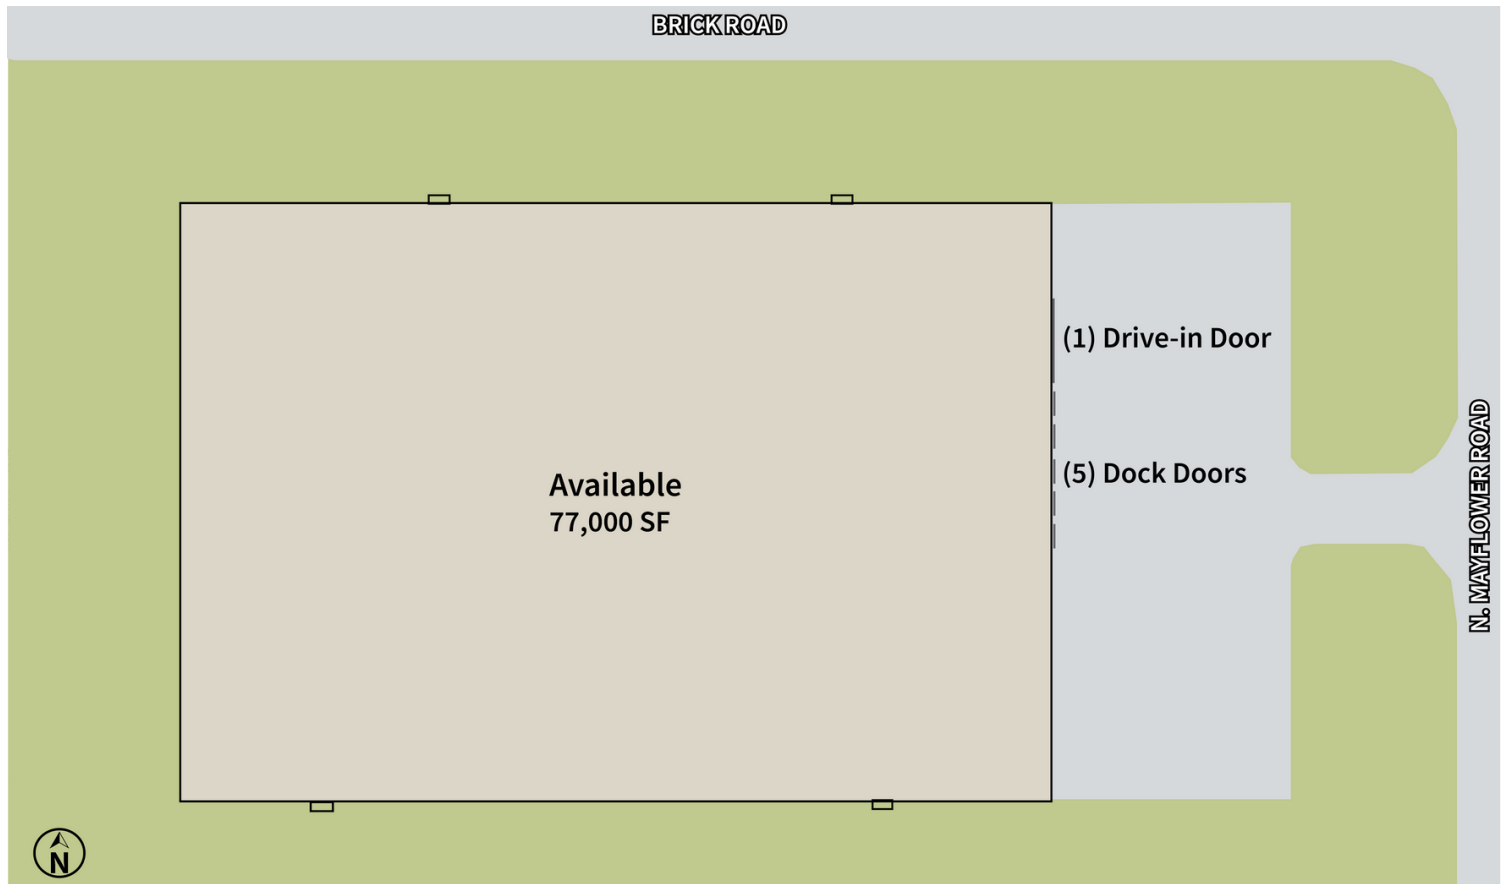 BRICK ROAD
(1) Drive-in Door
(5) Dock Doors
Available
77,000 SF
N. MAYFLOWER ROAD
N